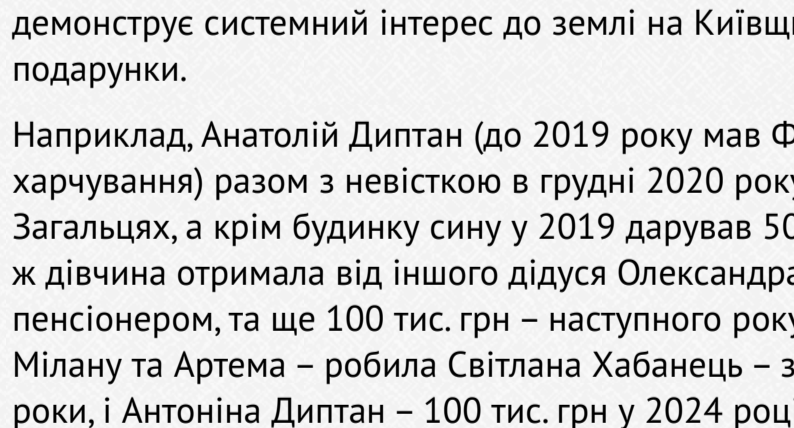 демонструє системний інтерес до землі на Київщ
подарунки.
Наприклад, Анатолій Диптан (до 2019 року мав Ф
харчування) разом з невісткою в грудні 2020 року
Загальцях, а крім будинку сину у 2019 дарував 50
ж дівчина отримала від іншого дідуся Олександра
пенсіонером, та ще 100 тис. грн – наступного року
Мілану та Артема – робила Світлана Хабанець – з
роки, і Антоніна Диптан – 100 тис. грн у 2024 році